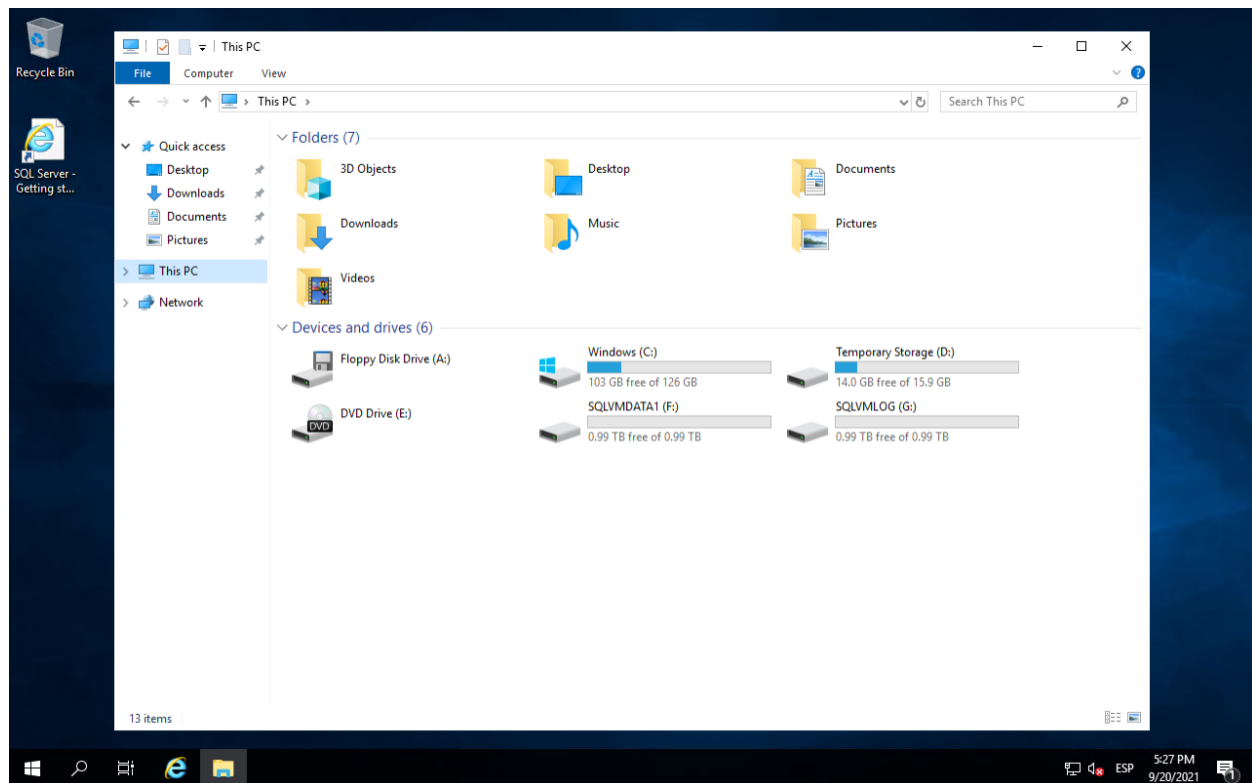 Recycle Bin
SQL Server -
Getting st...
This PC
File Computer View
This PC
Search This PC
Quick access
Desktop
Downloads
Documents
Pictures
This PC
Network
Folders (7)
3D Objects
Desktop
Documents
Downloads
Music
Pictures
Videos
Devices and drives (6)
Floppy Disk Drive (A:)
Windows (C:)
103 GB free of 126 GB
Temporary Storage (D:)
14.0 GB free of 15.9 GB
DVD Drive (E:)
DVD
SQLVMDATA1 (F:)
0.99 TB free of 0.99 TB
SQLVMLOG (G:)
0.99 TB free of 0.99 TB
13 items
ESP
5:27 PM
9/20/2021
1